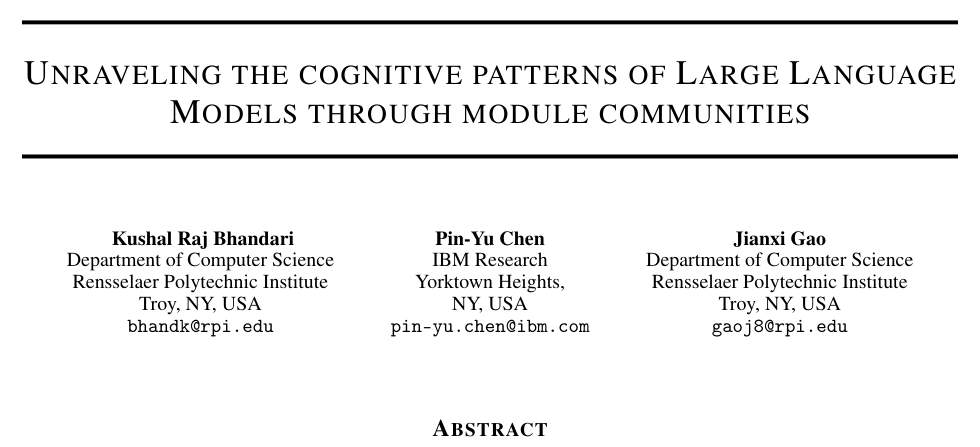 UNRAVELING THE COGNITIVE PATTERNS OF LARGE LANGUAGE
MODELS THROUGH MODULE COMMUNITIES
Kushal Raj Bhandari
Department of Computer Science
Rensselaer Polytechnic Institute
Troy, NY, USA
bhandk@rpi.edu
Pin-Yu Chen
IBM Research
Yorktown Heights,
NY, USA
pin-yu.chen@ibm.com
Jianxi Gao
Department of Computer Science
Rensselaer Polytechnic Institute
Troy, NY, USA
gaoj8@rpi.edu
ABSTRACT